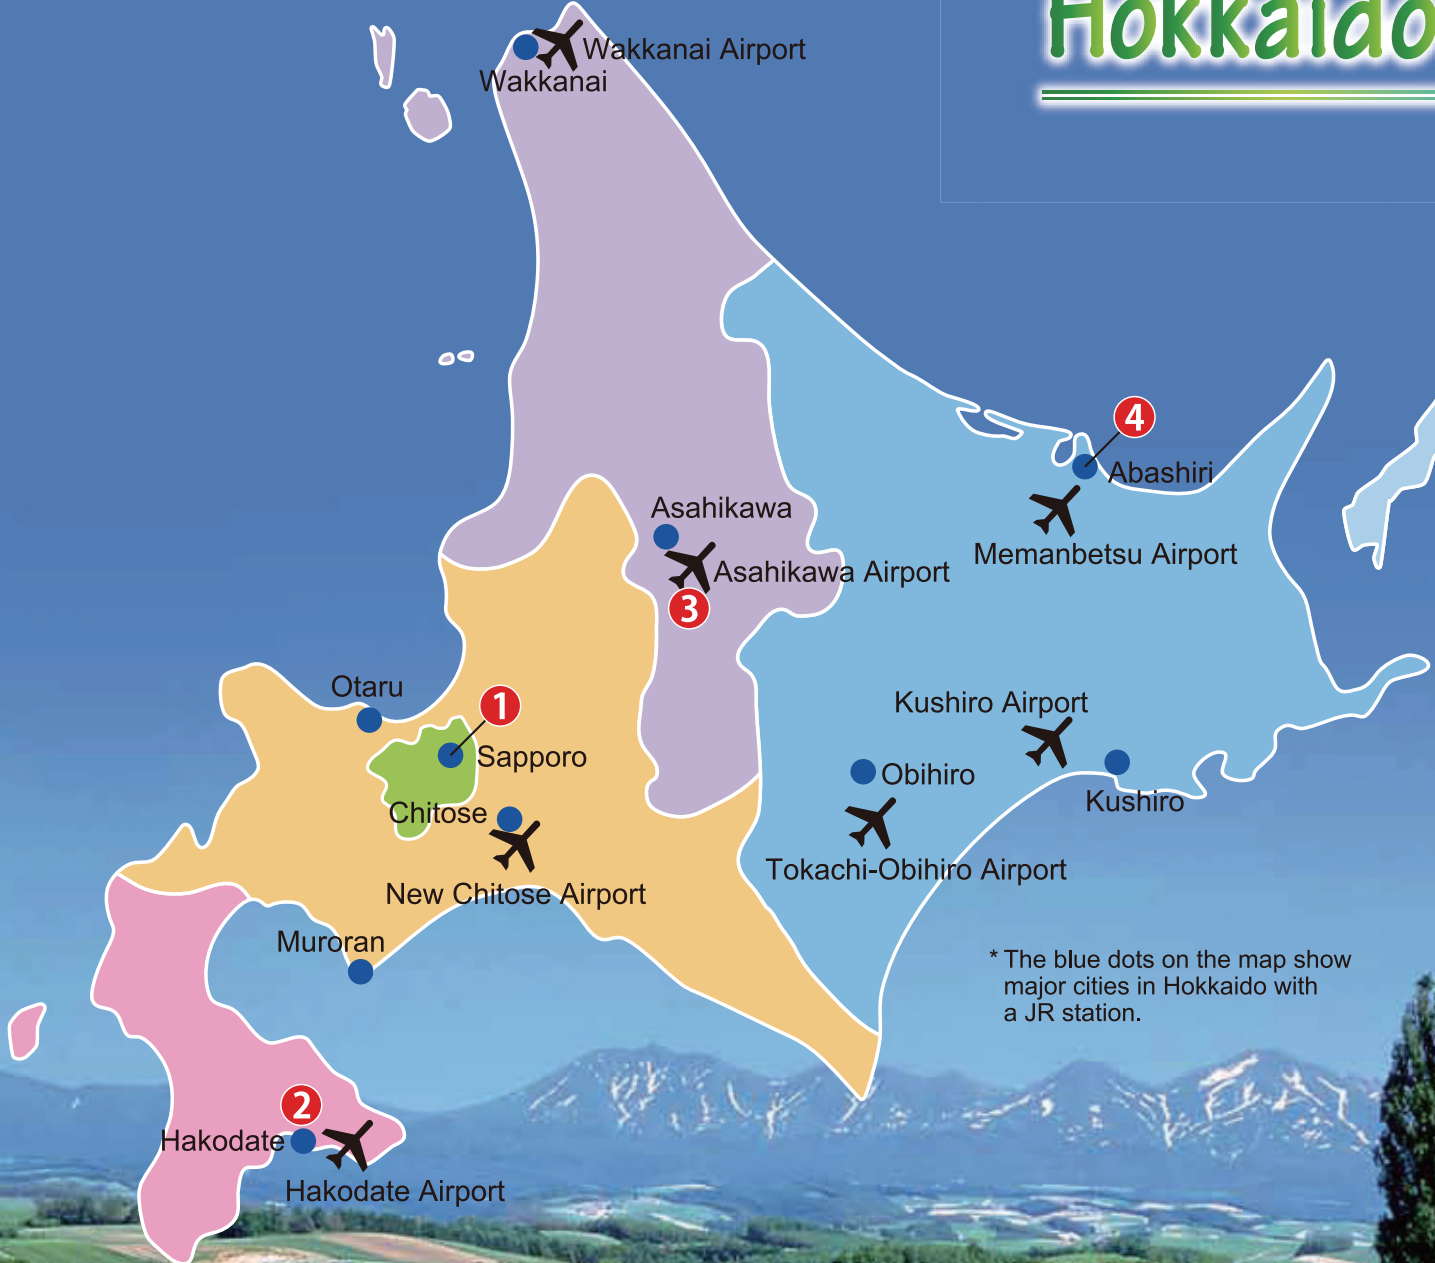 Hokkaido
Wakkanai Airport
Wakkanai
4
Abashiri
Asahikawa
Memanbetsu Airport
Asahikawa Airport
3
Otaru
1
Kushiro Airport
Sapporo
Obihiro
Kushiro
Chitose
Tokachi-Obihiro Airport
New Chitose Airport
Muroran
* The blue dots on the map show
major cities in Hokkaido with
a JR station.
2
Hakodate
Hakodate Airport